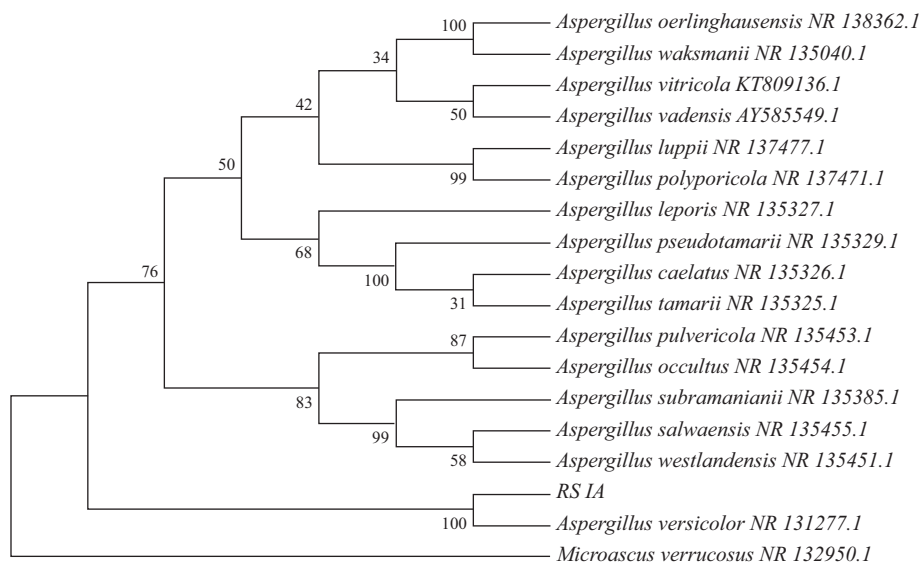 100 Aspergillus oerlinghausensis NR 138362.1
Aspergillus waksmanii NR 135040.1
34
Aspergillus vitricola KT809136.1
50 Aspergillus vadensis AY585549.1
42
Aspergillus luppii NR 137477.1
99 Aspergillus polyporicola NR 137471.1
50
Aspergillus leporis NR 135327.1
68
Aspergillus pseudotamarii NR 135329.1
100
Aspergillus caelatus NR 135326.1
31 Aspergillus tamarii NR 135325.1
76
87 Aspergillus pulvericola NR 135453.1
Aspergillus occultus NR 135454.1
83
Aspergillus subramanianii NR 135385.1
99
Aspergillus salwaensis NR 135455.1
58 Aspergillus westlandensis NR 135451.1
RS IA
100 Aspergillus versicolor NR 131277.1
Microascus verrucosus NR 132950.1